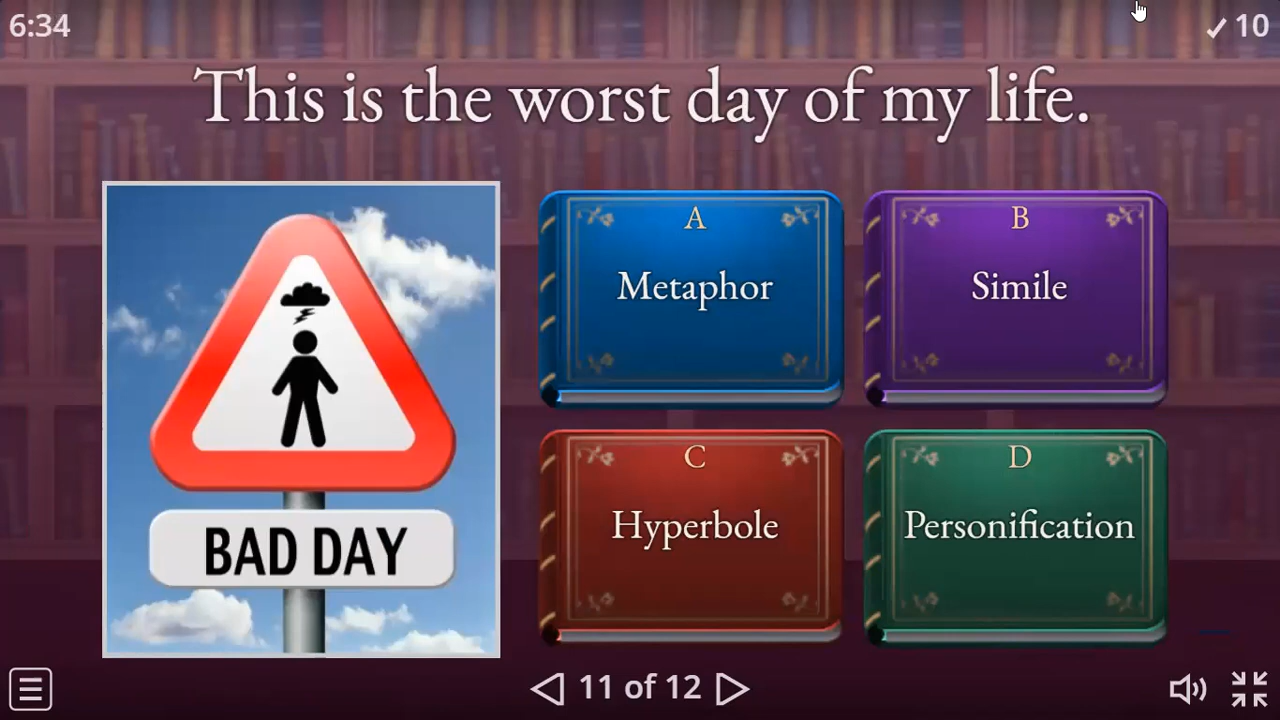 6:34
✓ 10
This is the worst day of my life.
A
Metaphor
B
Simile
BAD DAY
C
Hyperbole
D
Personification
11 of 12